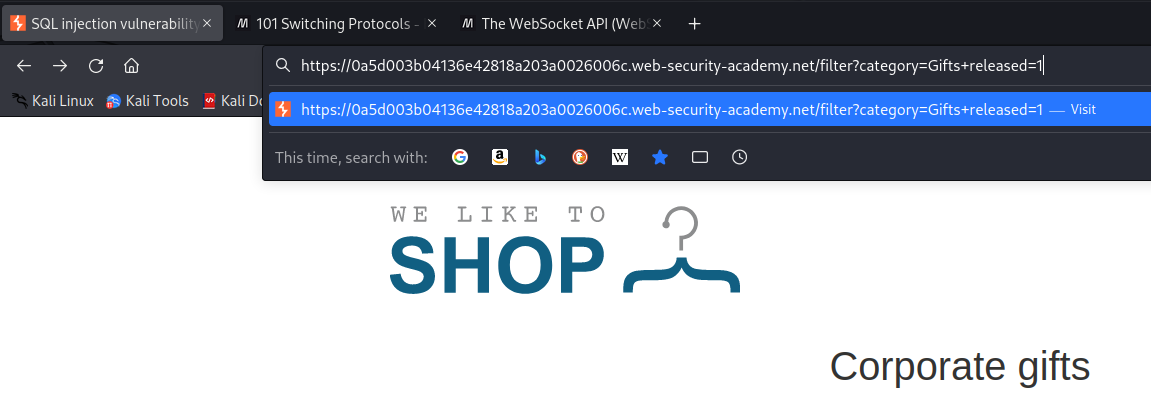 SQL injection vulnerability
101 Switching Protocols -
The WebSocket API (Web
https://0a5d003b04136e42818a203a0026006c.web-security-academy.net/filter?category=Gifts+released=1
Kali Linux
Kali Tools
Kali Do
https://0a5d003b04136e42818a203a0026006c.web-security-academy.net/filter?category=Gifts+released=1 — Visit
This time, search with:
WE LIKE TO
SHOP
Corporate gifts